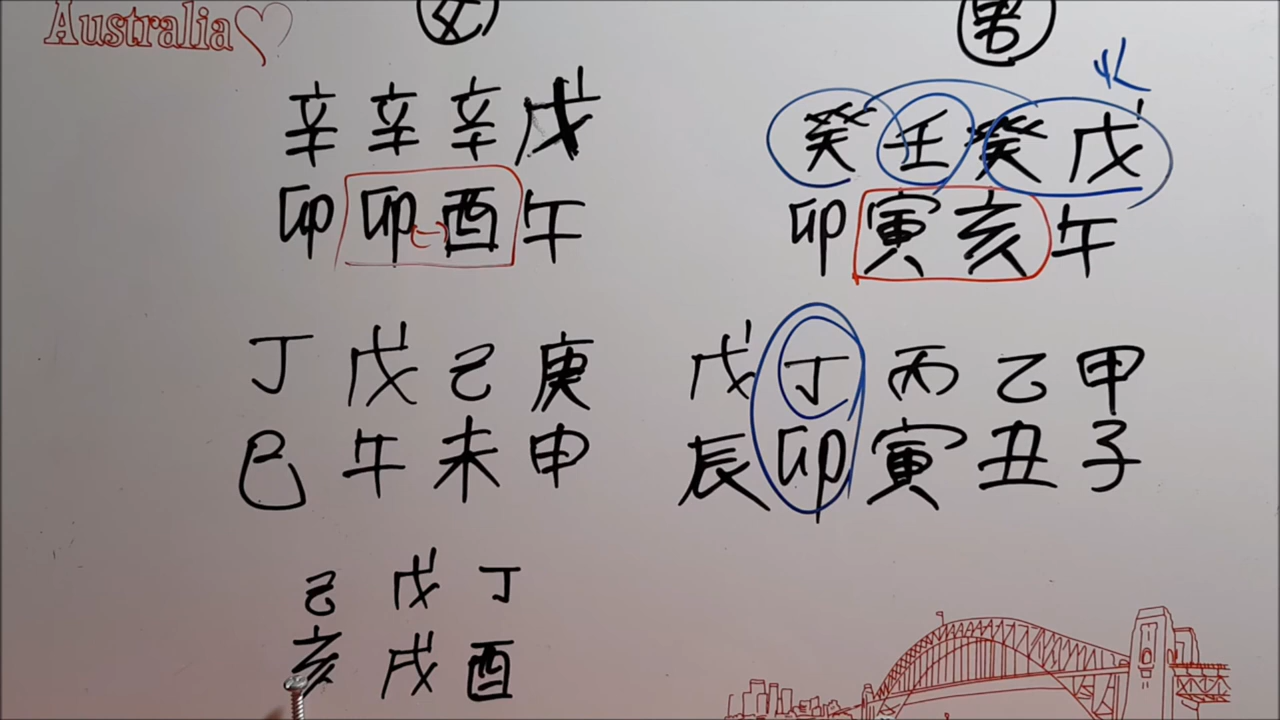 Australia
女
男
辛 辛 辛 戊
卯 卯 酉 午
癸 壬 癸 戊
卯 寅 亥 午
丁 戊 己 庚
巳 午 未 申
戊 丁 丙 乙 甲
辰 卯 寅 丑 子
己 戊 丁
亥 戌 酉